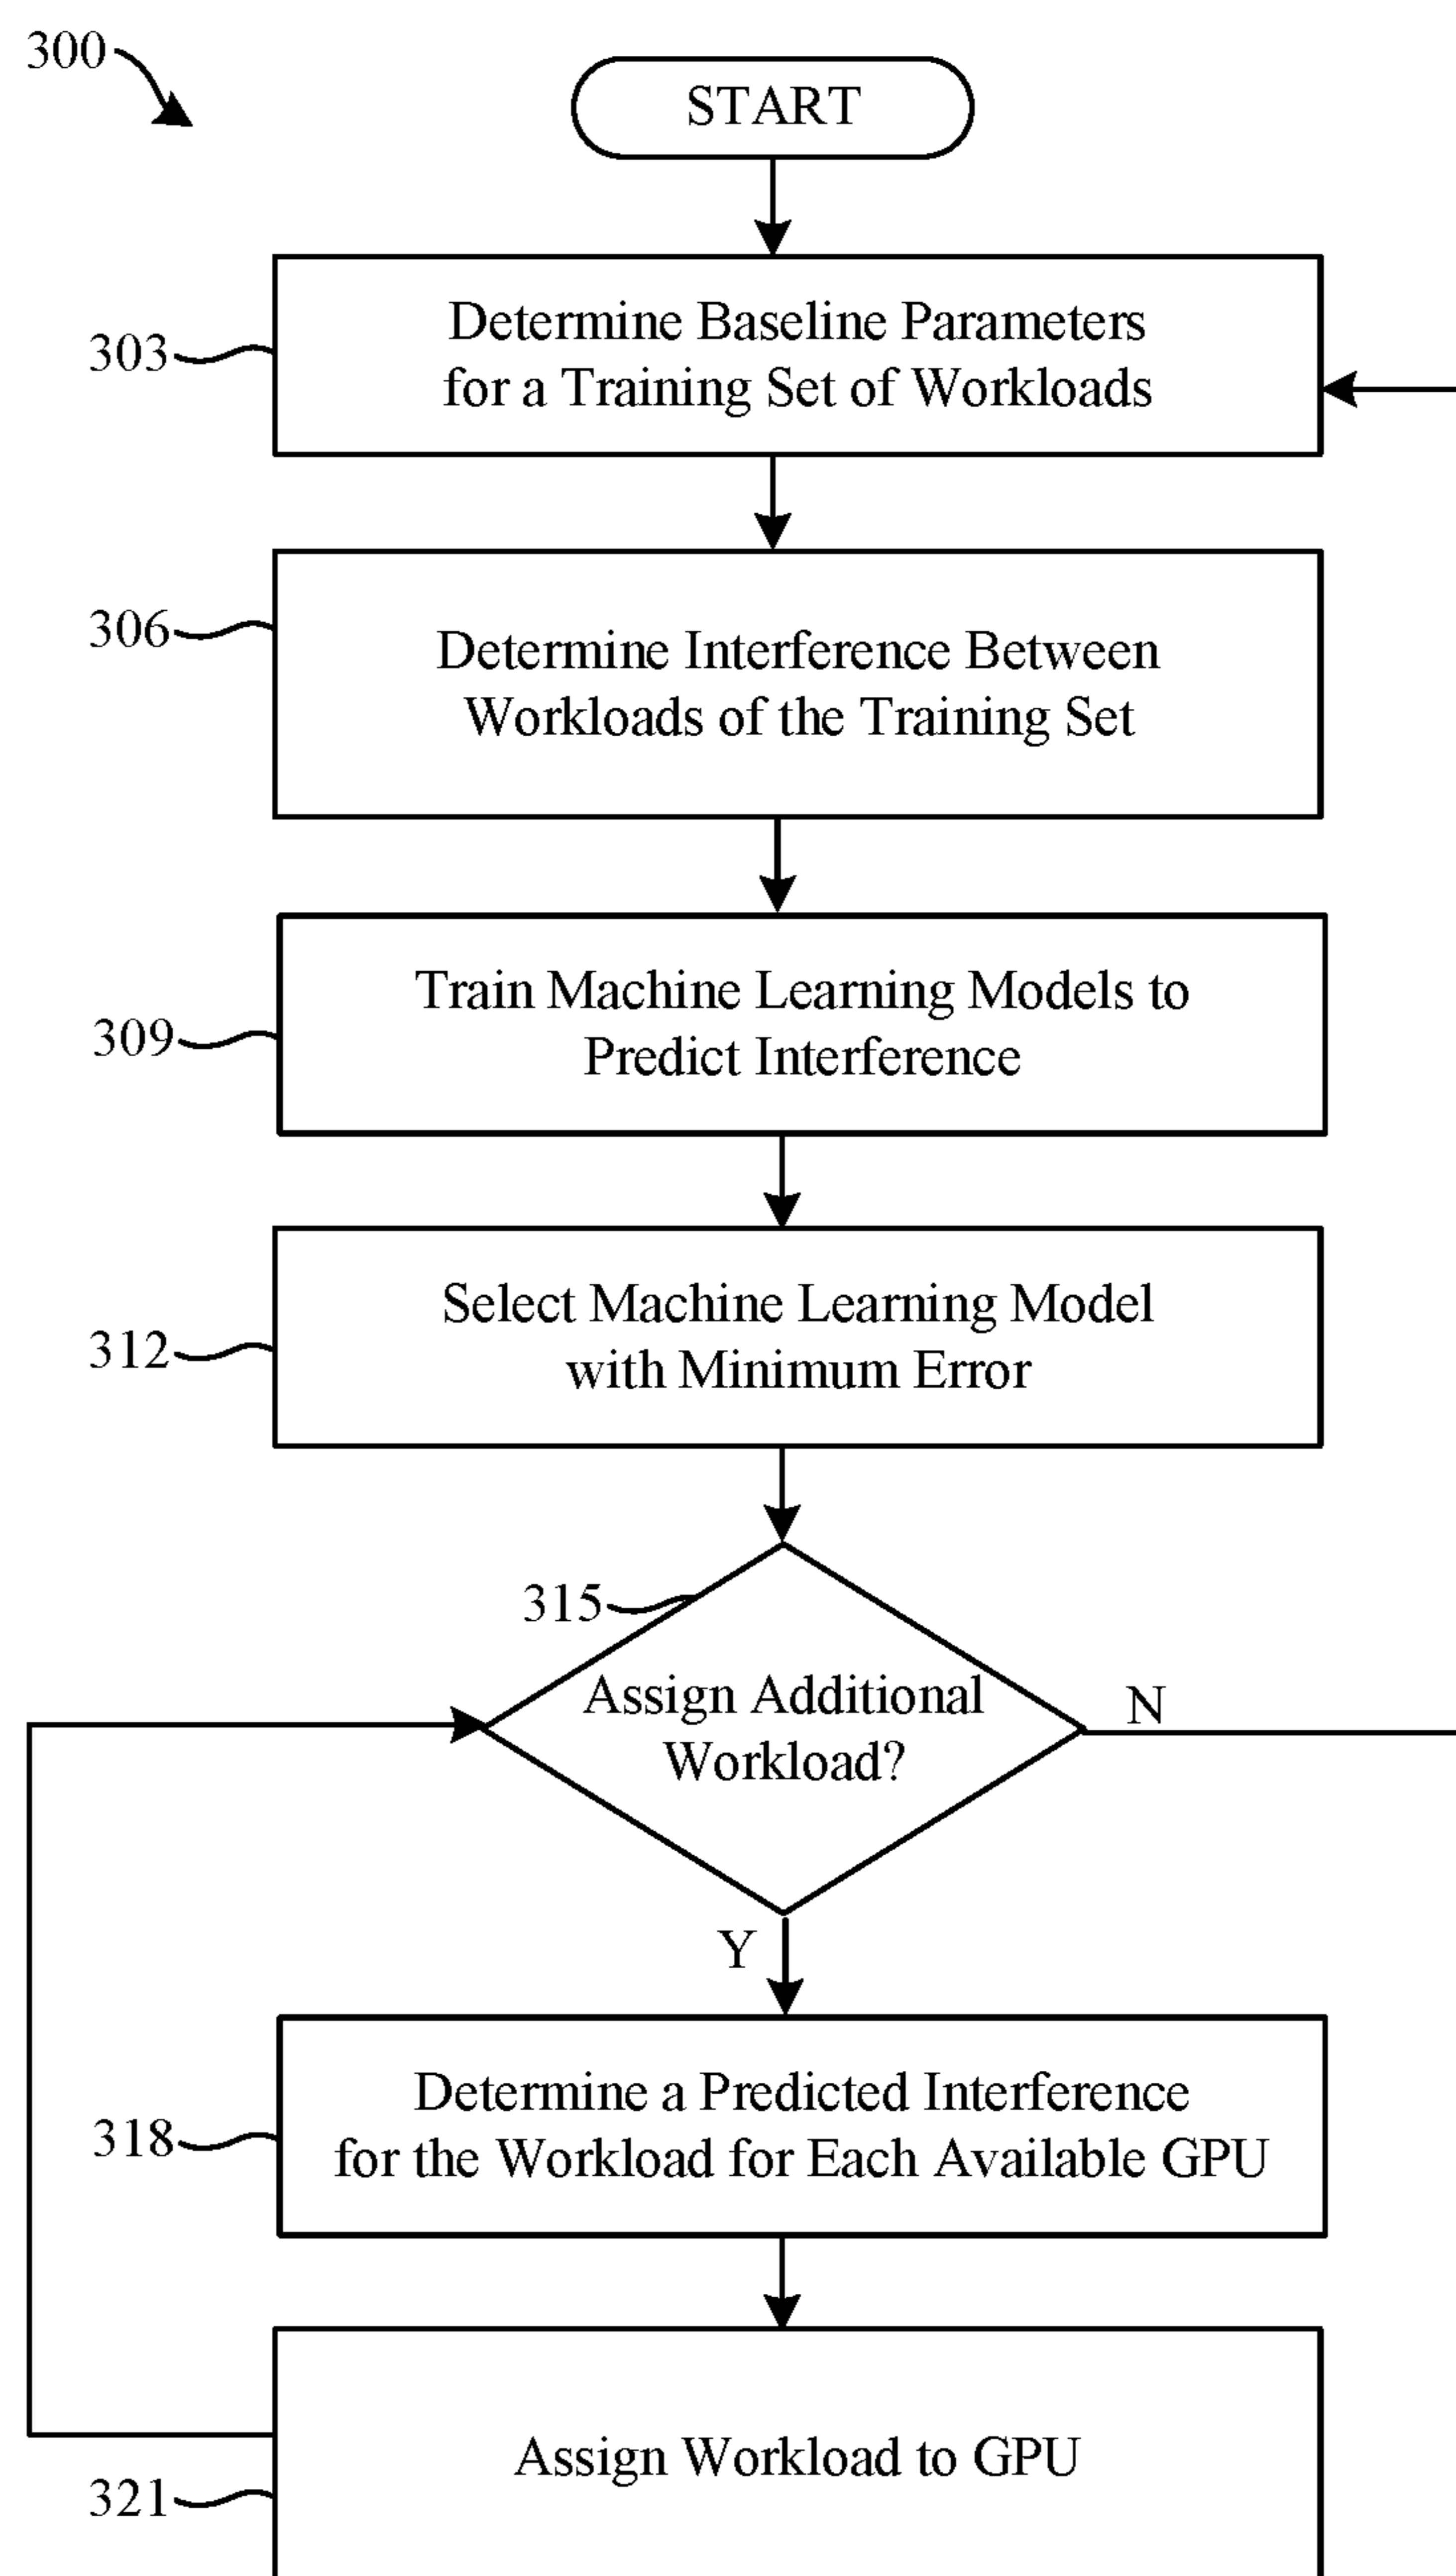 300
START
303
Determine Baseline Parameters
for a Training Set of Workloads
306
Determine Interference Between
Workloads of the Training Set
309
Train Machine Learning Models to
Predict Interference
312
Select Machine Learning Model
with Minimum Error
315
Assign Additional
Workload?
N
Y
318
Determine a Predicted Interference
for the Workload for Each Available GPU
Assign Workload to GPU
321